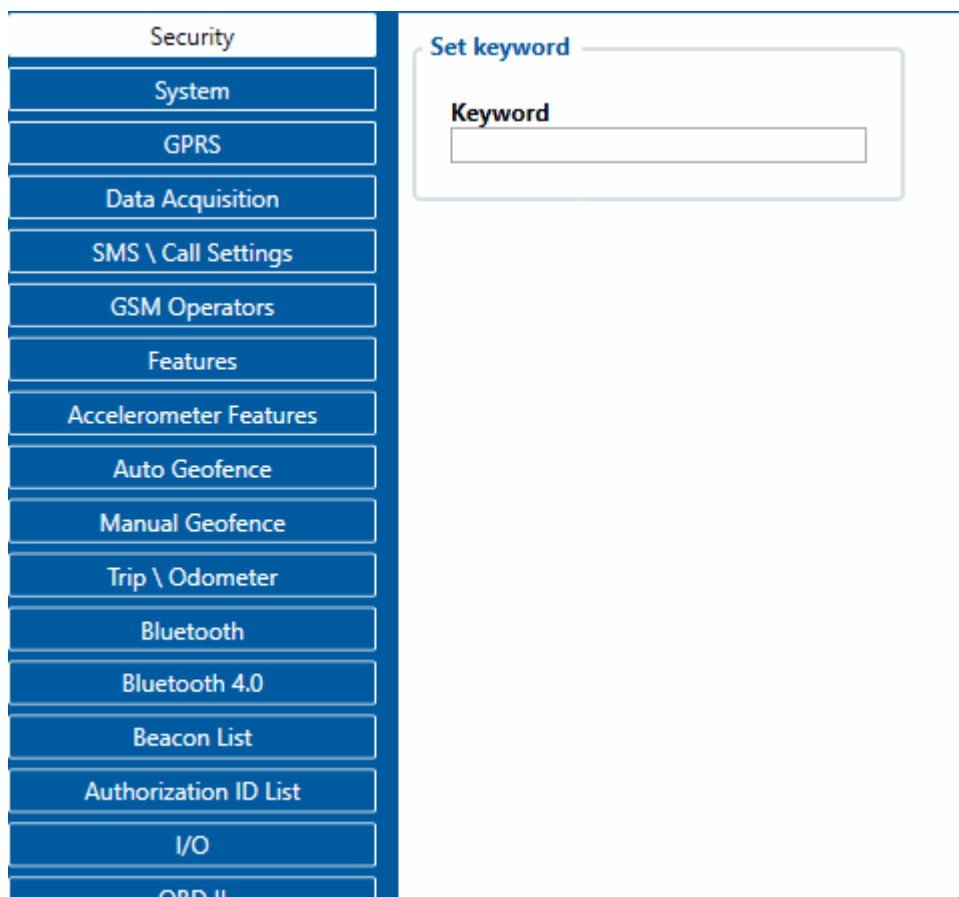 Security
System
GPRS
Data Acquisition
SMS \ Call Settings
GSM Operators
Features
Accelerometer Features
Auto Geofence
Manual Geofence
Trip \ Odometer
Bluetooth
Bluetooth 4.0
Beacon List
Authorization ID List
I/O
Set keyword
Keyword